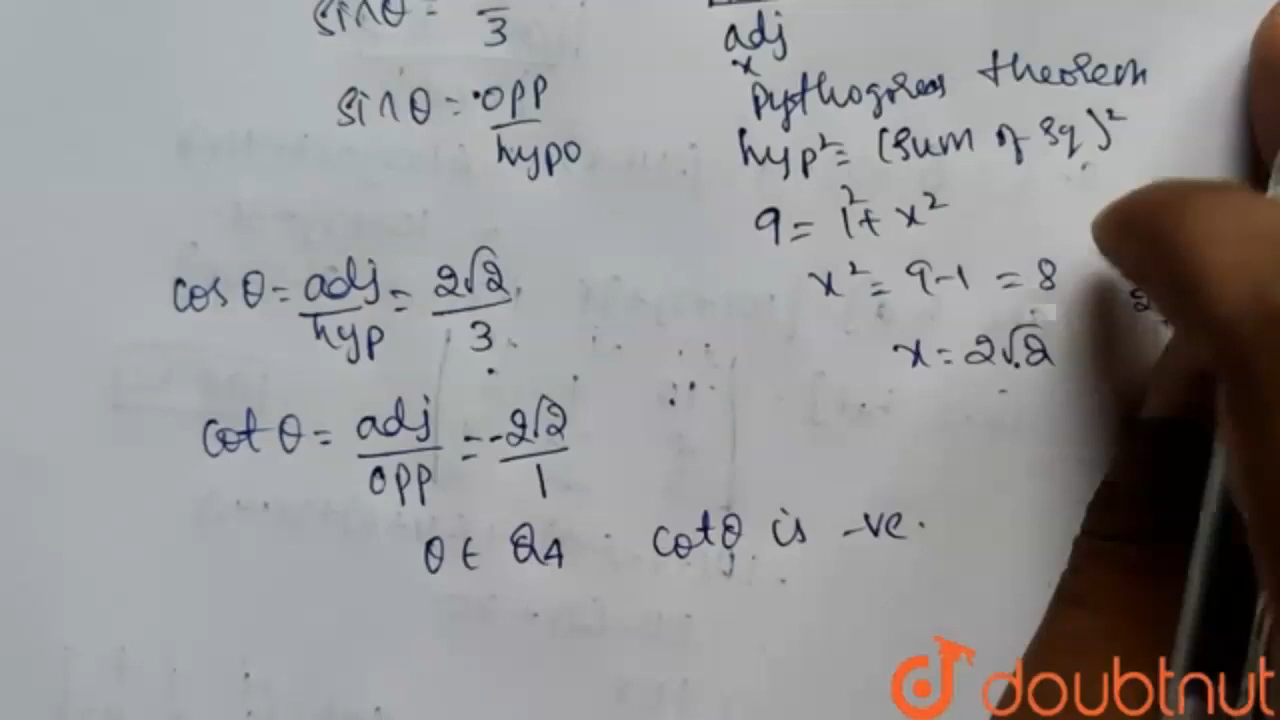 sinθ = /3
adj
x
sinθ = opp/hypo
Pythogoreas theorem
hyp² = (sum of sq)²
9 = 1² + x²
cos θ = adj/hyp = 2√2/3
x² = 9-1 = 8
x = 2√2
cot θ = adj/opp = -2√2/1
θ ∈ Q4 cotθ is -ve.
doubtnut